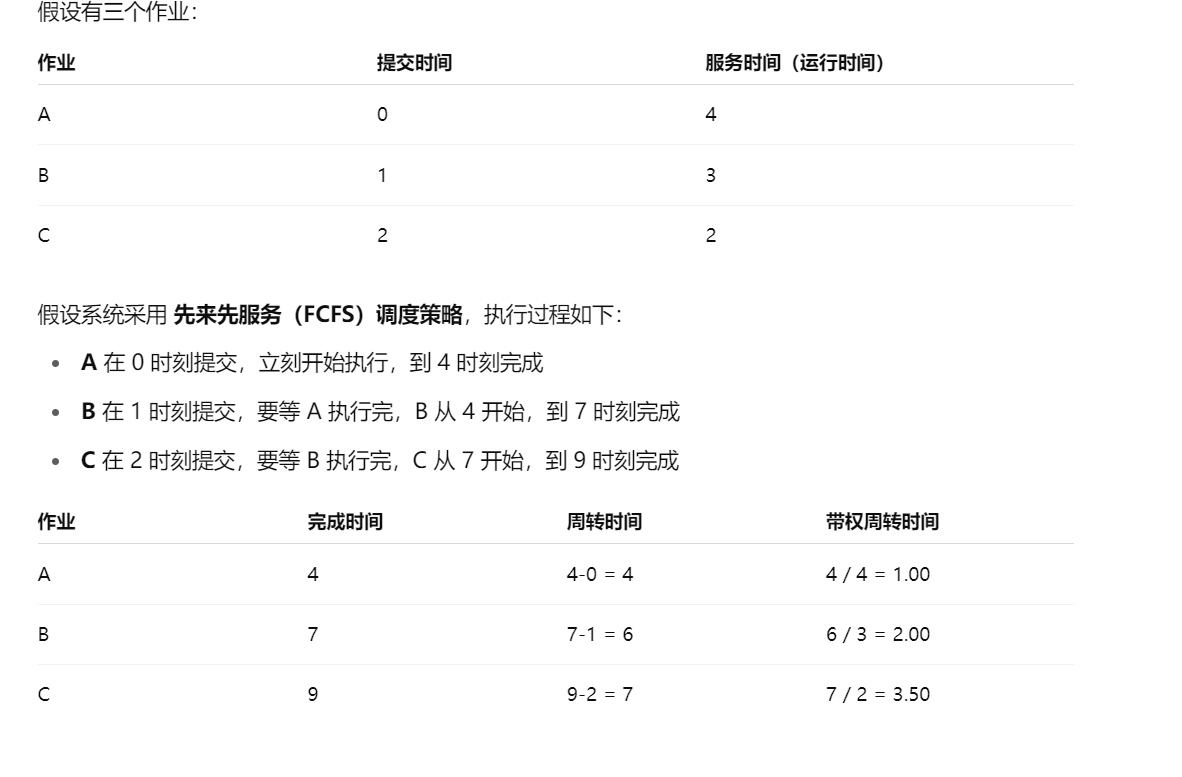 假设有三个作业：
作业 提交时间 服务时间（运行时间）
A 0 4
B 1 3
C 2 2
假设系统采用 先来先服务（FCFS）调度策略，执行过程如下：
• A 在 0 时刻提交，立刻开始执行，到 4 时刻完成
• B 在 1 时刻提交，要等 A 执行完，B 从 4 开始，到 7 时刻完成
• C 在 2 时刻提交，要等 B 执行完，C 从 7 开始，到 9 时刻完成
作业 完成时间 周转时间 带权周转时间
A 4 4-0 = 4 4 / 4 = 1.00
B 7 7-1 = 6 6 / 3 = 2.00
C 9 9-2 = 7 7 / 2 = 3.50